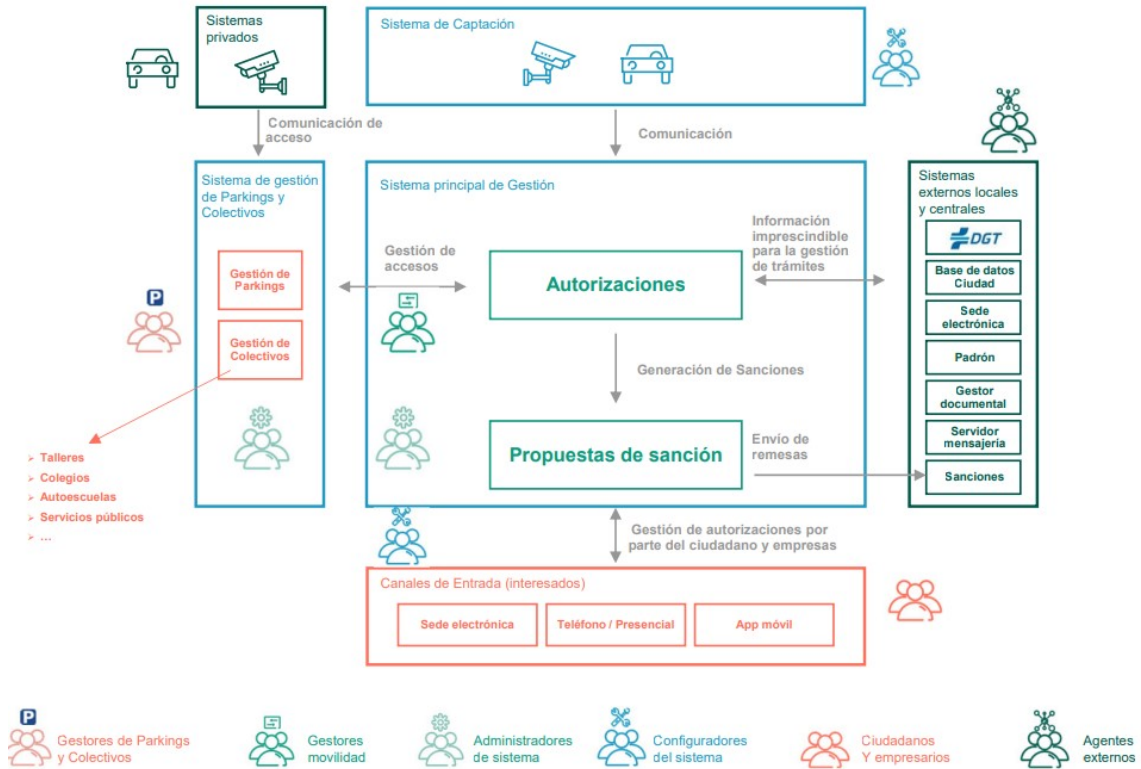 Sistemas
privados
Sistema de Captación
Comunicación de
acceso
Comunicación
Sistema de gestión
de Parkings y
Colectivos
Gestión de
Parkings
Gestión de
Colectivos
P
Talleres
Colegios
Autoescuelas
Servicios públicos
...
Sistema principal de Gestión
Gestión de
accesos
Autorizaciones
Información
imprescindible
para la gestión
de trámites
Generación de Sanciones
Propuestas de sanción
Envío de
remesas
Sistemas
externos locales
y centrales
DGT
Base de datos
Ciudad
Sede
electrónica
Padrón
Gestor
documental
Servidor
mensajería
Sanciones
Gestión de autorizaciones por
parte del ciudadano y empresas
Canales de Entrada (interesados)
Sede electrónica
Teléfono / Presencial
App móvil
P
Gestores de Parkings
y Colectivos
Gestores
movilidad
Administradores
de sistema
Configuradores
del sistema
Ciudadanos
Y empresarios
Agentes
externos